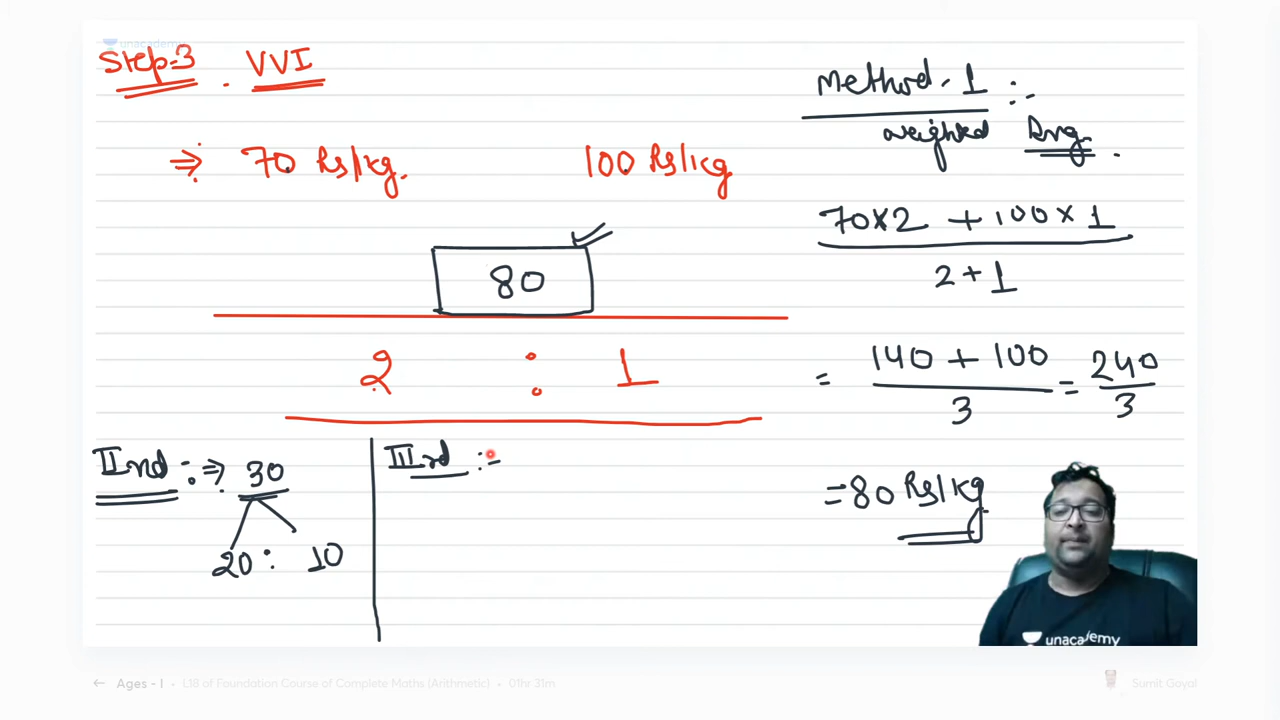 unacademy
Step-3 . VVI
⇒ 70 Rs/kg. 100 Rs/kg
80
2 : 1
Method - 1 :-
weighted Avg.
70×2 + 100×1
2+1
= 140 + 100 = 240
3 3
= 80 Rs/kg
IInd :⇒ 30
20 : 10
IIIrd :-
unacademy
← Ages - I • L18 of Foundation Course of Complete Maths (Arithmetic) • 01hr 31m
Sumit Goyal